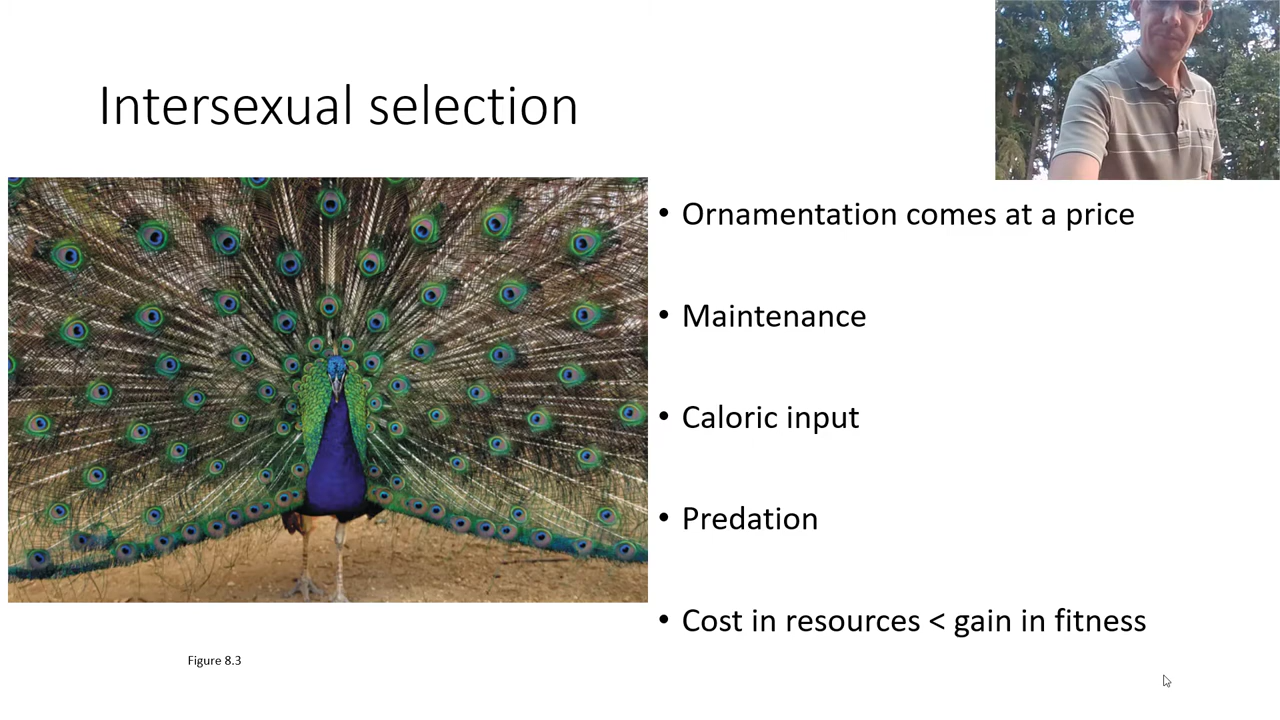 Intersexual selection
• Ornamentation comes at a price
• Maintenance
• Caloric input
• Predation
• Cost in resources < gain in fitness
Figure 8.3